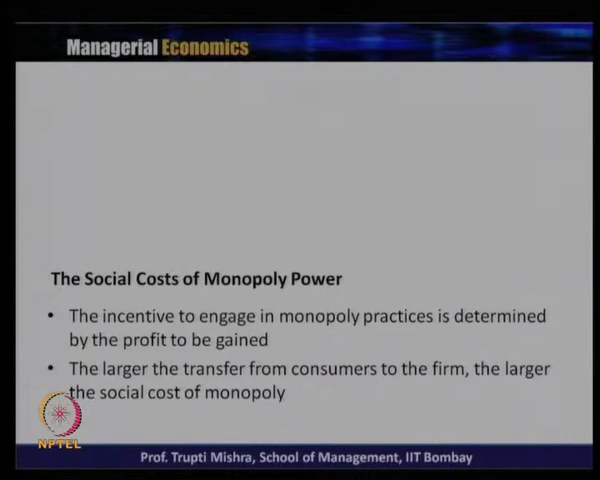 Managerial Economics
The Social Costs of Monopoly Power
• The incentive to engage in monopoly practices is determined
by the profit to be gained
• The larger the transfer from consumers to the firm, the larger
the social cost of monopoly
NPTEL
Prof. Trupti Mishra, School of Management, IIT Bombay